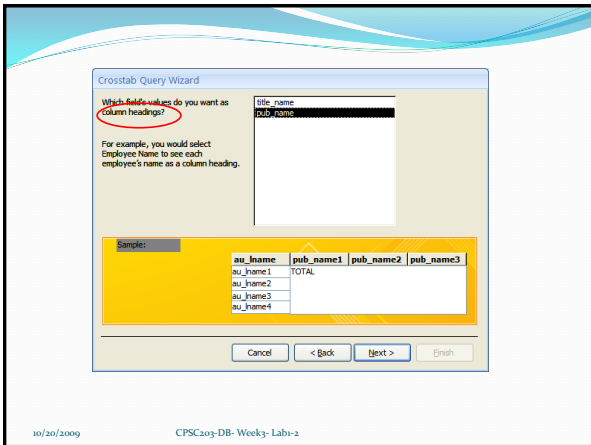 Crosstab Query Wizard
Which field's values do you want as
column headings?
For example, you would select
Employee Name to see each
employee's name as a column heading.
title_name
pub_name
Sample:
au_lname pub_name1 pub_name2 pub_name3
au_lname1 TOTAL
au_lname2
au_lname3
au_lname4
Cancel < Back Next > Finish
10/20/2009 CPSC203-DB- Week3- Lab1-2